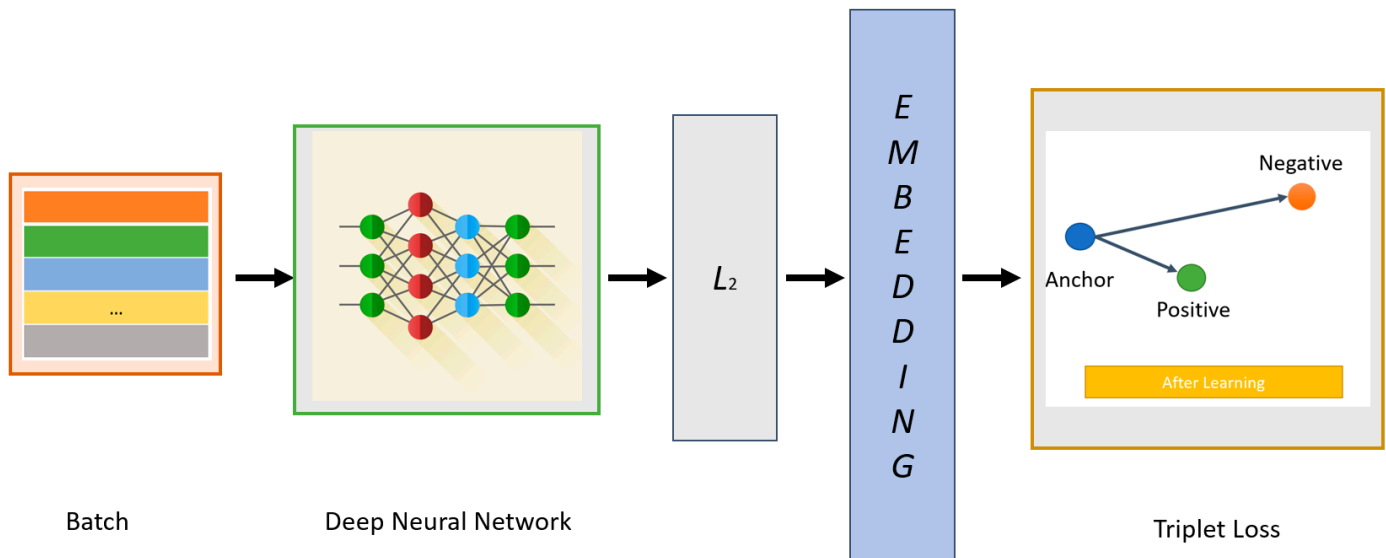 ...
Batch
Deep Neural Network
L2
E
M
B
E
D
D
I
N
G
Negative
Anchor
Positive
After Learning
Triplet Loss